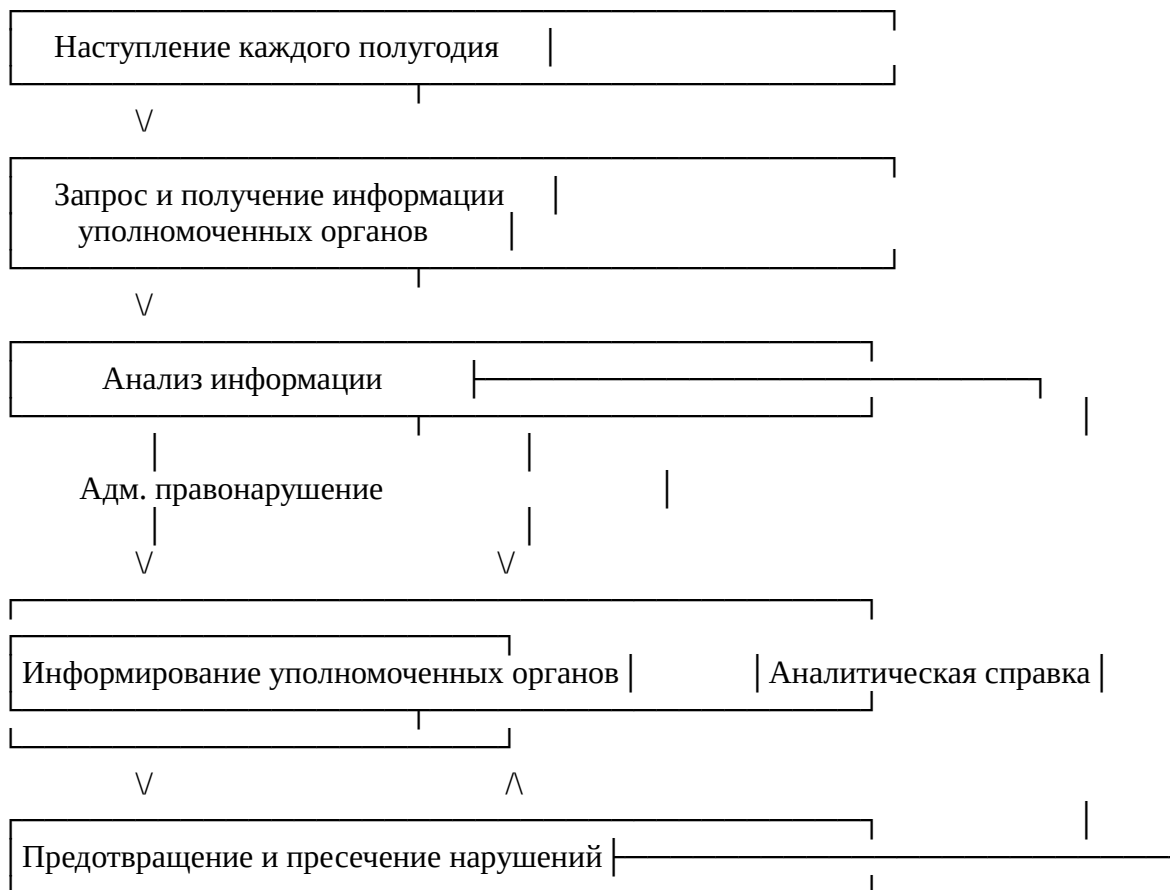 Наступление каждого полугодия
Запрос и получение информации
уполномоченных органов
Анализ информации
Адм. правонарушение
Информирование уполномоченных органов Аналитическая справка
Предотвращение и пресечение нарушений